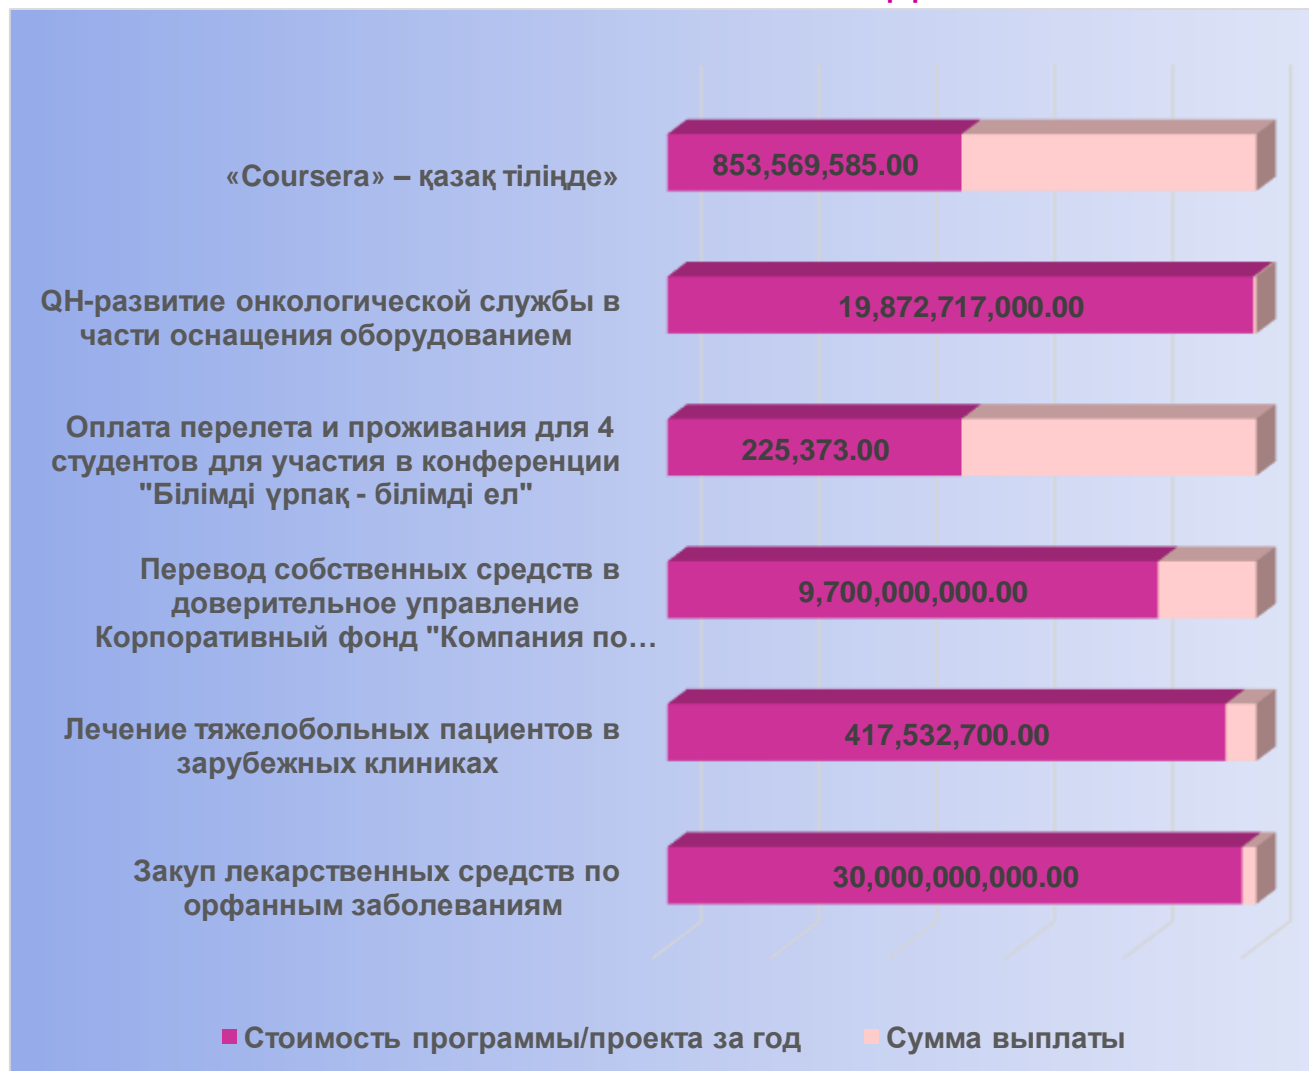 «Coursera» – қазақ тіліңде»
853,569,585.00
QH-развитие онкологической службы в
части оснащения оборудованием
19,872,717,000.00
Оплата перелета и проживания для 4
студентов для участия в конференции
"Білімді үрпақ - білімді ел"
225,373.00
Перевод собственных средств в
доверительное управление
Корпоративный фонд "Компания по…
9,700,000,000.00
Лечение тяжелобольных пациентов в
зарубежных клиниках
417,532,700.00
Закуп лекарственных средств по
орфанным заболеваниям
30,000,000,000.00
Стоимость программы/проекта за год
Сумма выплаты